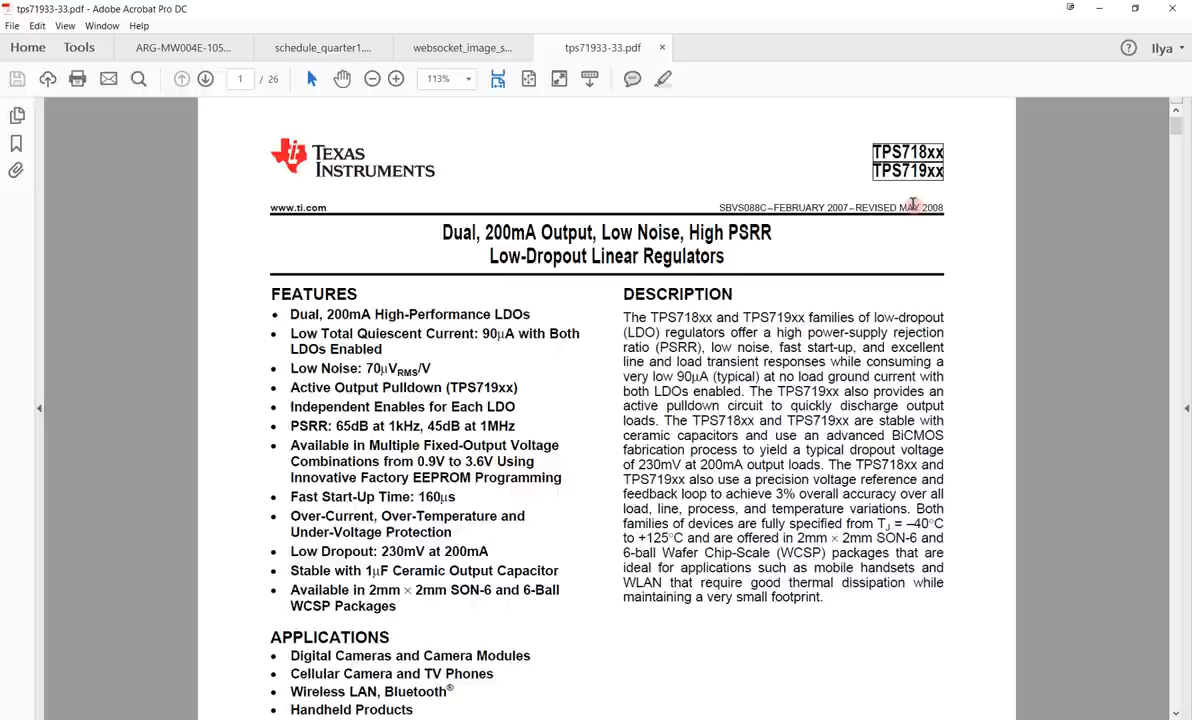 tps71933-33.pdf - Adobe Acrobat Pro DC
File Edit View Window Help
Home Tools ARG-MW004E-105... schedule_quarter1.... websocket_image_s... tps71933-33.pdf × Ilya
1 / 26 113%
TEXAS
INSTRUMENTS
TPS718xx
TPS719xx
www.ti.com
SBVS088C–FEBRUARY 2007–REVISED MAY 2008
Dual, 200mA Output, Low Noise, High PSRR
Low-Dropout Linear Regulators
FEATURES
• Dual, 200mA High-Performance LDOs
• Low Total Quiescent Current: 90μA with Both
LDOs Enabled
• Low Noise: 70μVRMS/V
• Active Output Pulldown (TPS719xx)
• Independent Enables for Each LDO
• PSRR: 65dB at 1kHz, 45dB at 1MHz
• Available in Multiple Fixed-Output Voltage
Combinations from 0.9V to 3.6V Using
Innovative Factory EEPROM Programming
• Fast Start-Up Time: 160μs
• Over-Current, Over-Temperature and
Under-Voltage Protection
• Low Dropout: 230mV at 200mA
• Stable with 1μF Ceramic Output Capacitor
• Available in 2mm × 2mm SON-6 and 6-Ball
WCSP Packages
APPLICATIONS
• Digital Cameras and Camera Modules
• Cellular Camera and TV Phones
• Wireless LAN, Bluetooth®
• Handheld Products
DESCRIPTION
The TPS718xx and TPS719xx families of low-dropout
(LDO) regulators offer a high power-supply rejection
ratio (PSRR), low noise, fast start-up, and excellent
line and load transient responses while consuming a
very low 90μA (typical) at no load ground current with
both LDOs enabled. The TPS719xx also provides an
active pulldown circuit to quickly discharge output
loads. The TPS718xx and TPS719xx are stable with
ceramic capacitors and use an advanced BiCMOS
fabrication process to yield a typical dropout voltage
of 230mV at 200mA output loads. The TPS718xx and
TPS719xx also use a precision voltage reference and
feedback loop to achieve 3% overall accuracy over all
load, line, process, and temperature variations. Both
families of devices are fully specified from TJ = –40°C
to +125°C and are offered in 2mm × 2mm SON-6 and
6-ball Wafer Chip-Scale (WCSP) packages that are
ideal for applications such as mobile handsets and
WLAN that require good thermal dissipation while
maintaining a very small footprint.